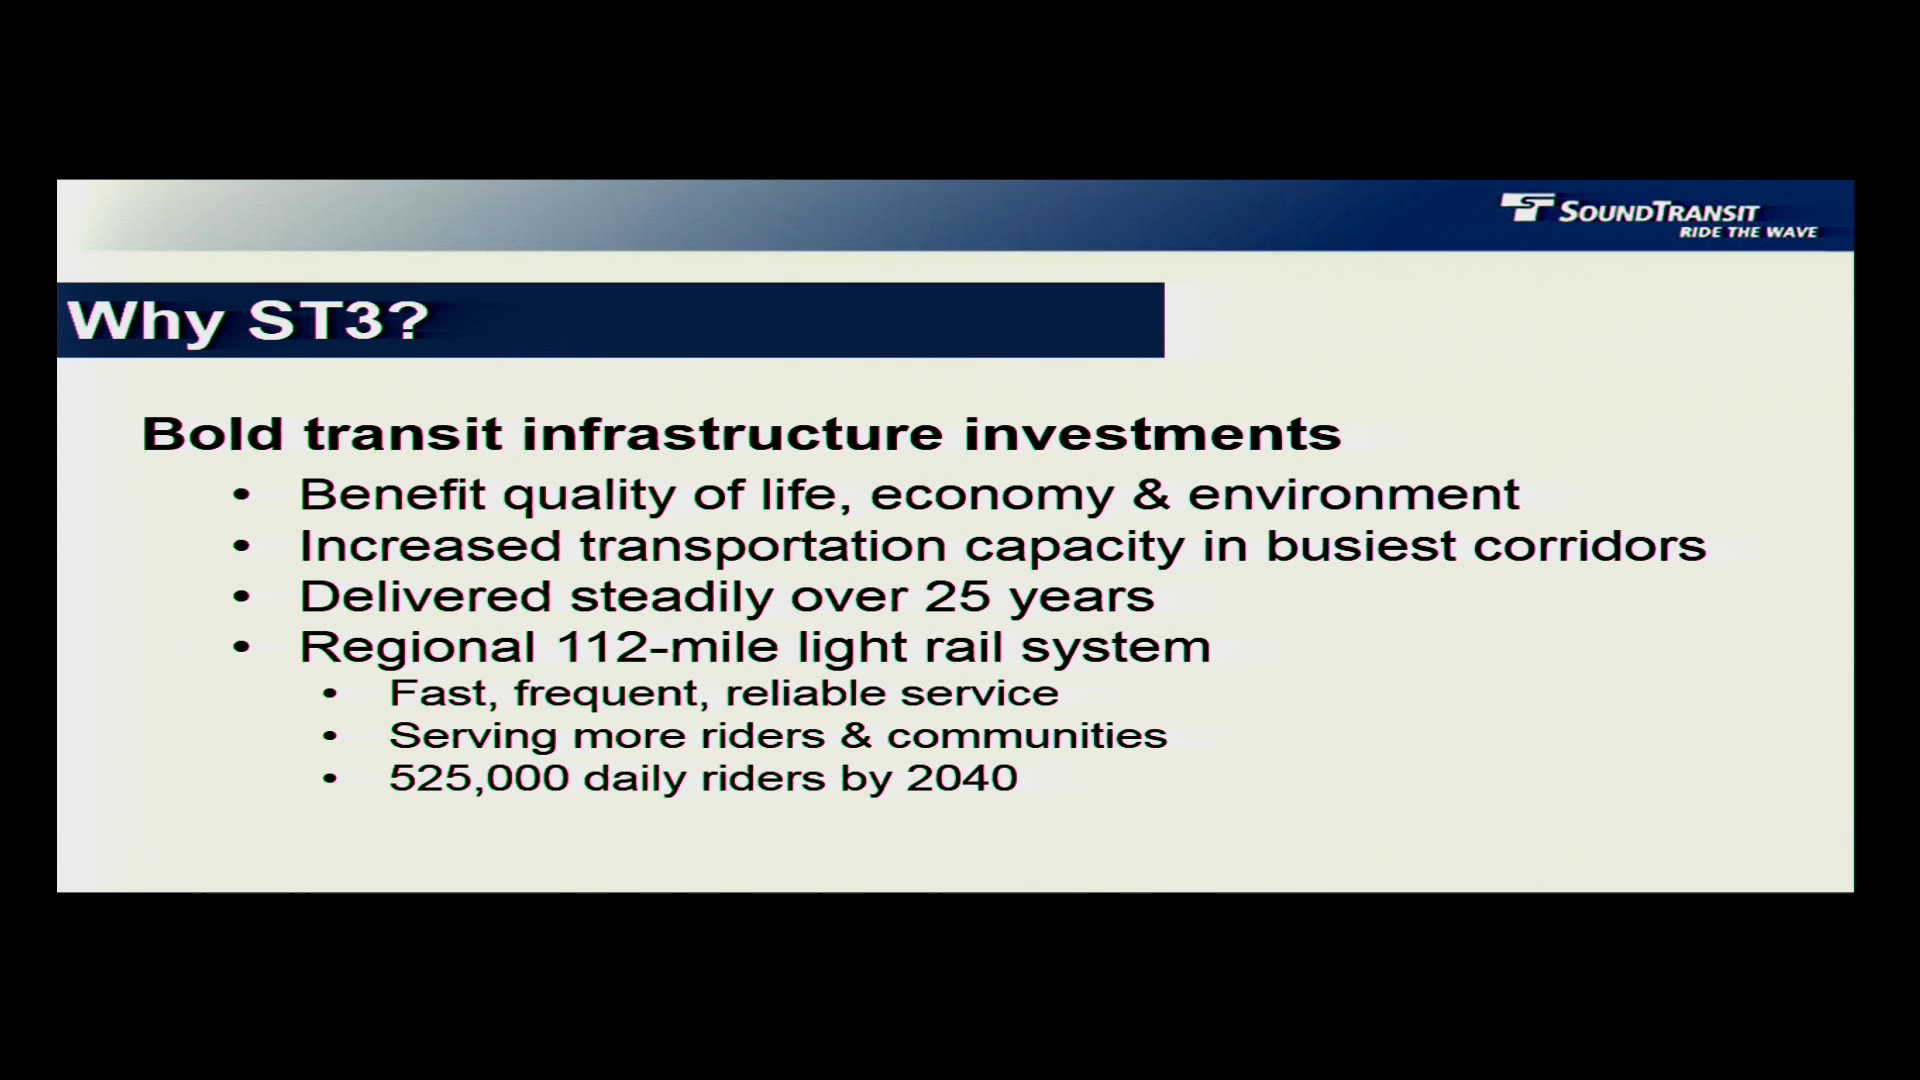 SOUNDTRANSIT
RIDE THE WAVE
Why ST3?
Bold transit infrastructure investments
• Benefit quality of life, economy & environment
• Increased transportation capacity in busiest corridors
• Delivered steadily over 25 years
• Regional 112-mile light rail system
• Fast, frequent, reliable service
• Serving more riders & communities
• 525,000 daily riders by 2040